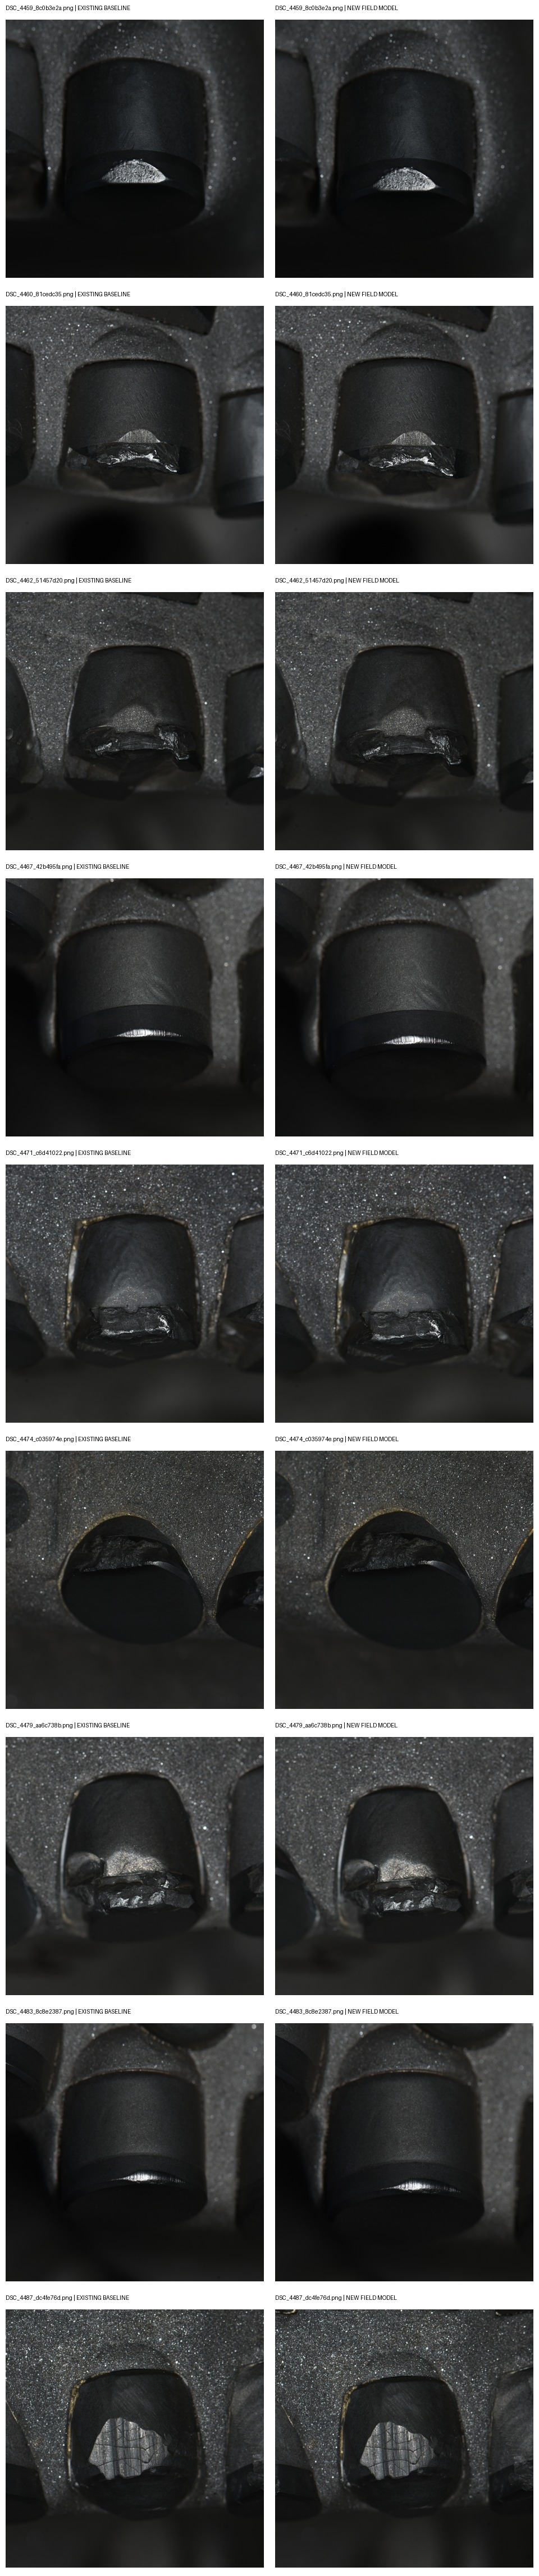 DSC_4459_8c0b3e2a.png | EXISTING BASELINE
DSC_4459_8c0b3e2a.png | NEW FIELD MODEL
DSC_4460_81cedc35.png | EXISTING BASELINE
DSC_4460_81cedc35.png | NEW FIELD MODEL
DSC_4462_51457d20.png | EXISTING BASELINE
DSC_4462_51457d20.png | NEW FIELD MODEL
DSC_4467_42b495fa.png | EXISTING BASELINE
DSC_4467_42b495fa.png | NEW FIELD MODEL
DSC_4471_c6d41022.png | EXISTING BASELINE
DSC_4471_c6d41022.png | NEW FIELD MODEL
DSC_4474_c035974e.png | EXISTING BASELINE
DSC_4474_c035974e.png | NEW FIELD MODEL
DSC_4479_aa6c738b.png | EXISTING BASELINE
DSC_4479_aa6c738b.png | NEW FIELD MODEL
DSC_4483_8c8e2387.png | EXISTING BASELINE
DSC_4483_8c8e2387.png | NEW FIELD MODEL
DSC_4487_dc4fe76d.png | EXISTING BASELINE
DSC_4487_dc4fe76d.png | NEW FIELD MODEL